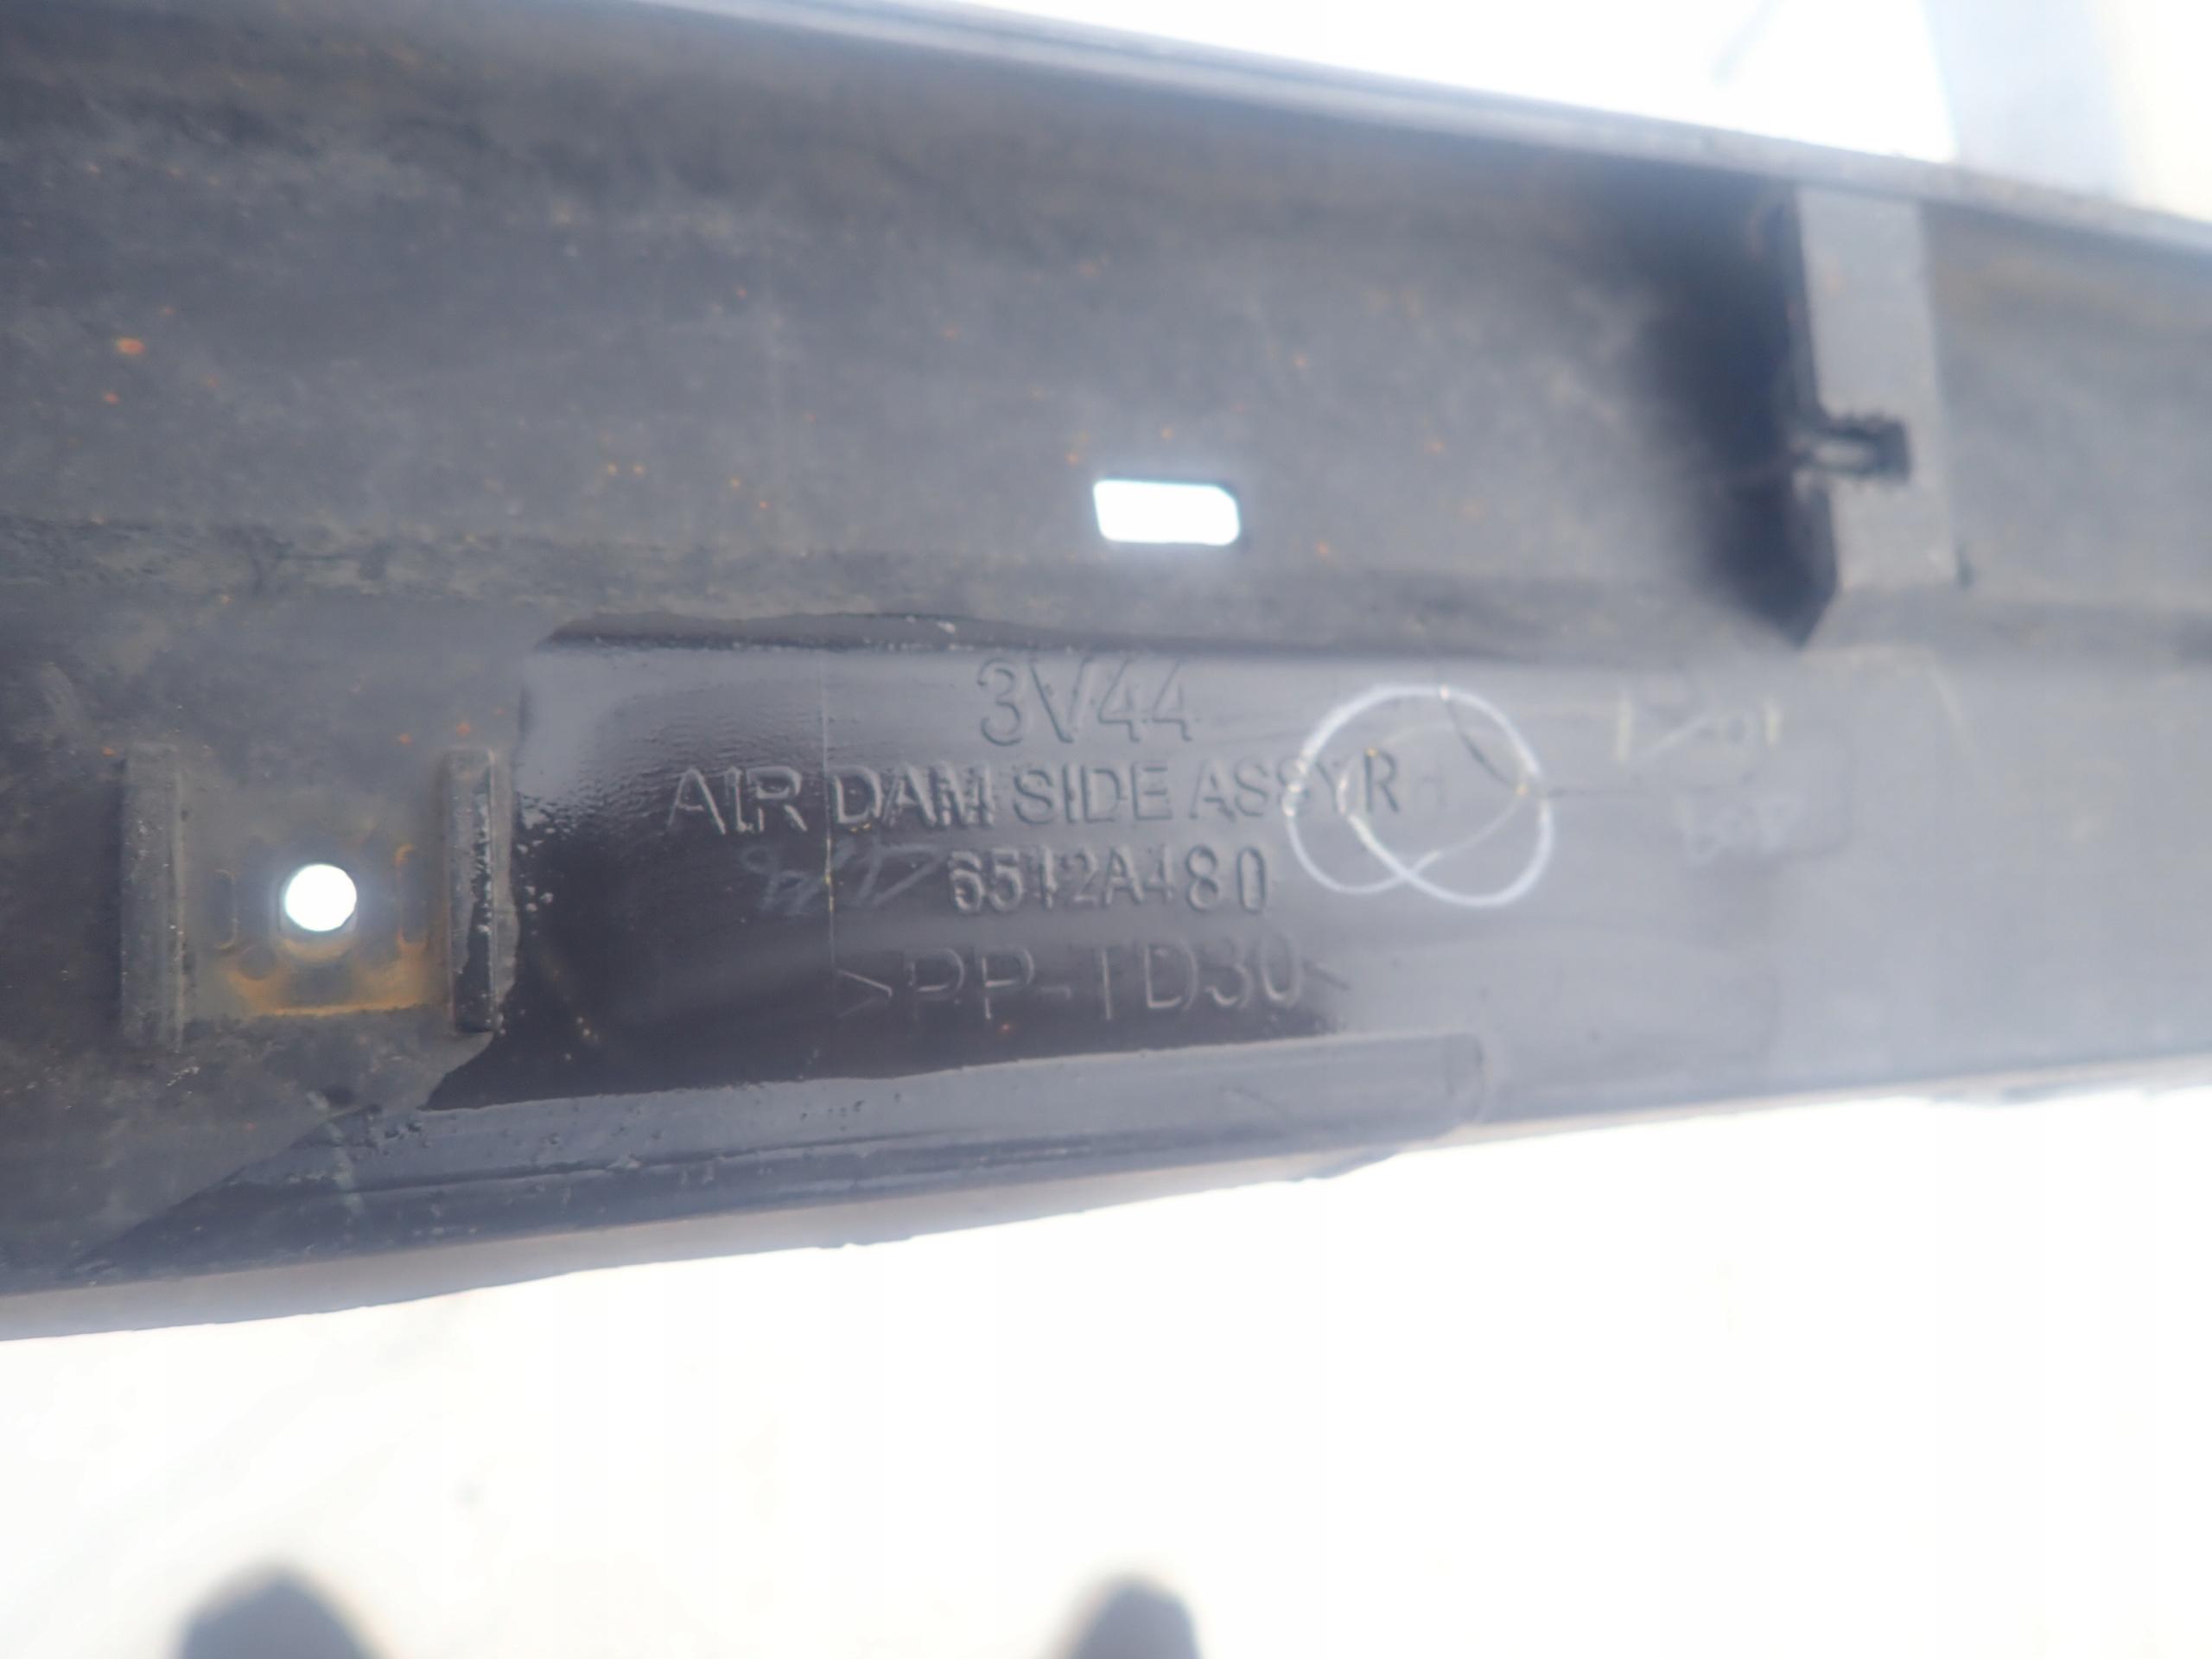 3V44
AIR DAM SIDE ASSY RH
6512A480
>PP-TD30<